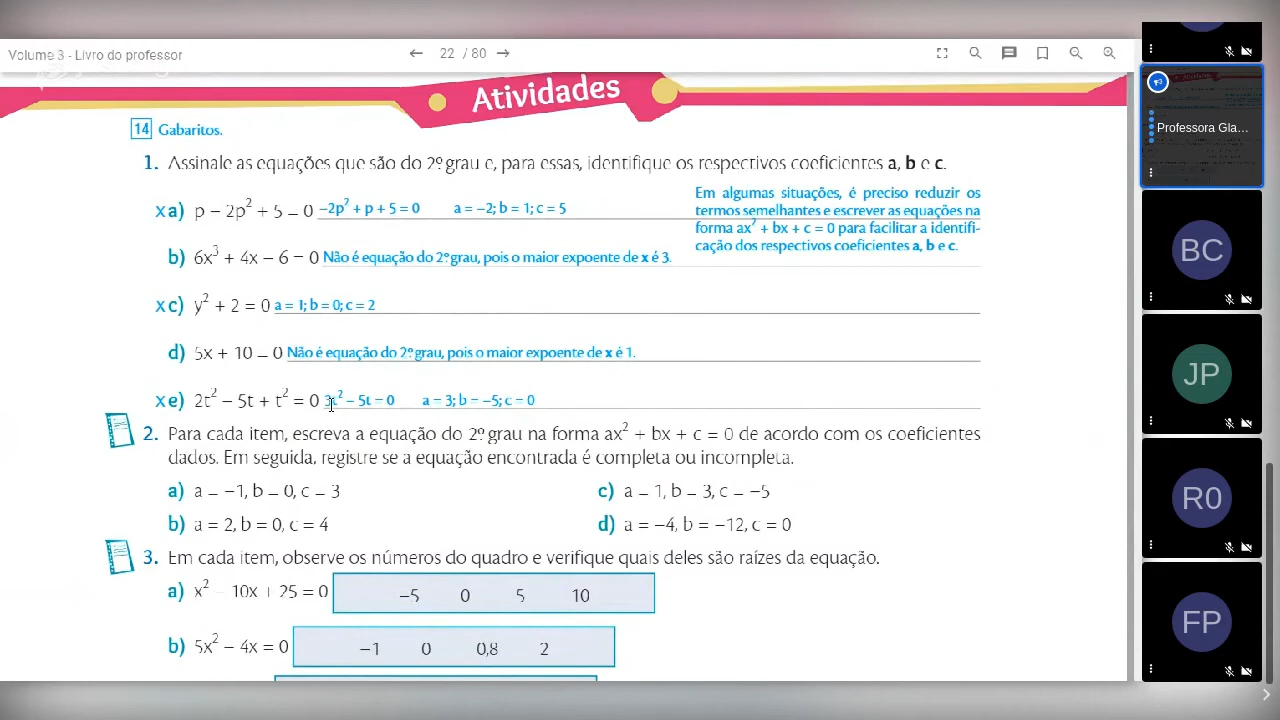 Volume 3 - Livro do professor
22 / 80
Atividades
14 Gabaritos.
1. Assinale as equações que são do 2º grau e, para essas, identifique os respectivos coeficientes a, b e c.
Em algumas situações, é preciso reduzir os
termos semelhantes e escrever as equações na
forma ax² + bx + c = 0 para facilitar a identifi-
cação dos respectivos coeficientes a, b e c.
x a) p – 2p² + 5 = 0 –2p² + p + 5 = 0 a = –2; b = 1; c = 5
b) 6x³ + 4x – 6 = 0 Não é equação do 2º grau, pois o maior expoente de x é 3.
x c) y² + 2 = 0 a = 1; b = 0; c = 2
d) 5x + 10 = 0 Não é equação do 2º grau, pois o maior expoente de x é 1.
x e) 2t² – 5t + t² = 0 3t² – 5t = 0 a = 3; b = –5; c = 0
2. Para cada item, escreva a equação do 2º grau na forma ax² + bx + c = 0 de acordo com os coeficientes
dados. Em seguida, registre se a equação encontrada é completa ou incompleta.
a) a = –1, b = 0, c = 3
c) a = 1, b = 3, c = –5
b) a = 2, b = 0, c = 4
d) a = –4, b = –12, c = 0
3. Em cada item, observe os números do quadro e verifique quais deles são raízes da equação.
a) x² – 10x + 25 = 0 –5 0 5 10
b) 5x² – 4x = 0 –1 0 0,8 2
Professora Gla...
BC
JP
R0
FP